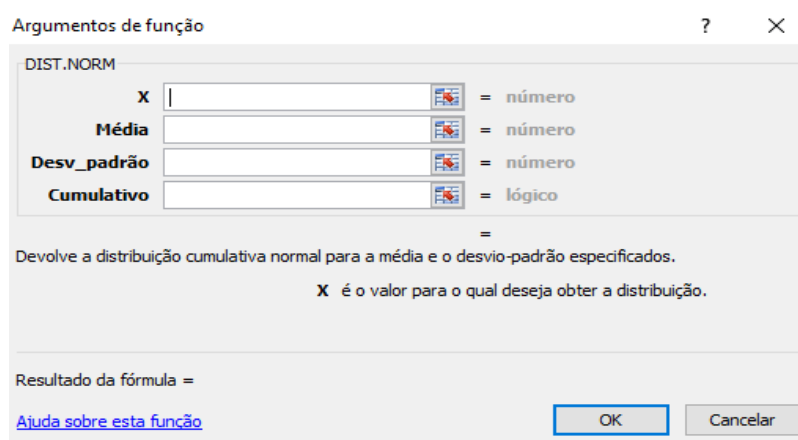 Argumentos de função ? ×
DIST.NORM
X = número
Média = número
Desv_padrão = número
Cumulativo = lógico
=
Devolve a distribuição cumulativa normal para a média e o desvio-padrão especificados.
X é o valor para o qual deseja obter a distribuição.
Resultado da fórmula =
Ajuda sobre esta função OK Cancelar